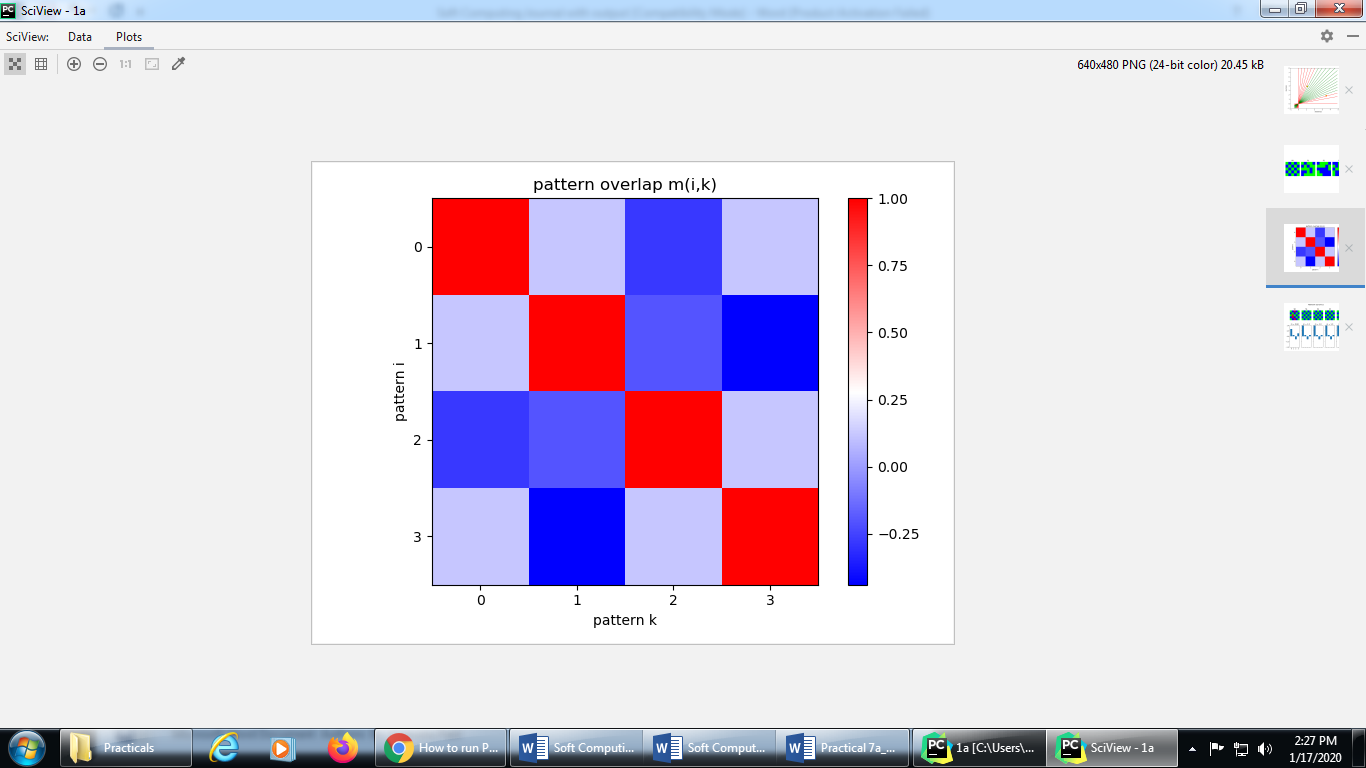 SciView - 1a
SciView: Data Plots
1:1
640x480 PNG (24-bit color) 20.45 kB
pattern overlap m(i,k)
pattern i
0
1
2
3
0 1 2 3
pattern k
1.00
0.75
0.50
0.25
0.00
−0.25
Practicals
How to run P...
Soft Computi...
Soft Comput...
Practical 7a_...
1a [C:\Users\...
SciView - 1a
2:27 PM
1/17/2020